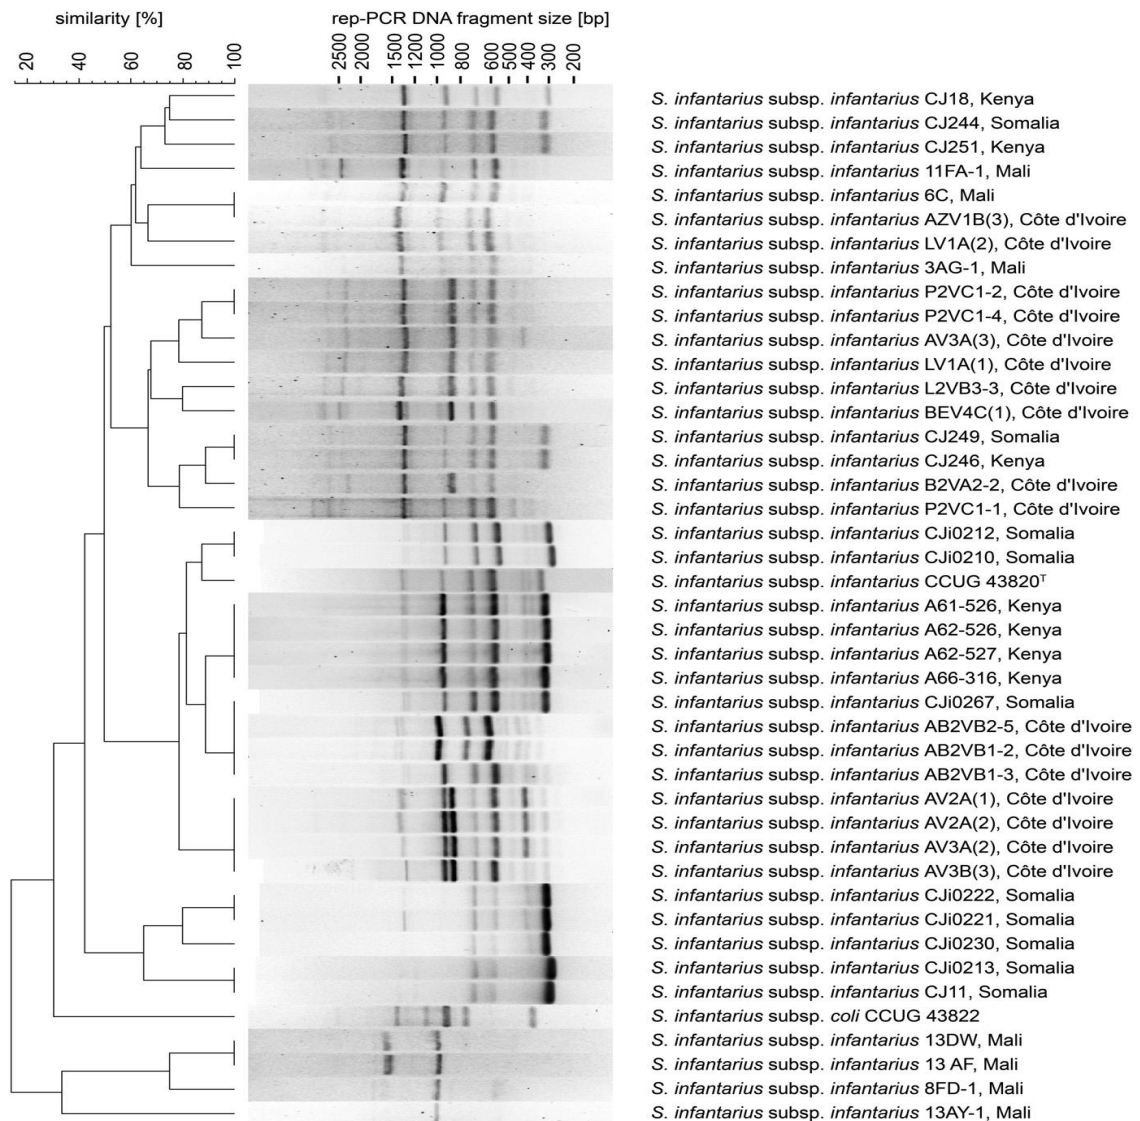 similarity [%] rep-PCR DNA fragment size [bp]
20 40 60 80 100 2500 2000 1500 1200 1000 800 600 500 400 300 200
S. infantarius subsp. infantarius CJ18, Kenya
S. infantarius subsp. infantarius CJ244, Somalia
S. infantarius subsp. infantarius CJ251, Kenya
S. infantarius subsp. infantarius 11FA-1, Mali
S. infantarius subsp. infantarius 6C, Mali
S. infantarius subsp. infantarius AZV1B(3), Côte d'Ivoire
S. infantarius subsp. infantarius LV1A(2), Côte d'Ivoire
S. infantarius subsp. infantarius 3AG-1, Mali
S. infantarius subsp. infantarius P2VC1-2, Côte d'Ivoire
S. infantarius subsp. infantarius P2VC1-4, Côte d'Ivoire
S. infantarius subsp. infantarius AV3A(3), Côte d'Ivoire
S. infantarius subsp. infantarius LV1A(1), Côte d'Ivoire
S. infantarius subsp. infantarius L2VB3-3, Côte d'Ivoire
S. infantarius subsp. infantarius BEV4C(1), Côte d'Ivoire
S. infantarius subsp. infantarius CJ249, Somalia
S. infantarius subsp. infantarius CJ246, Kenya
S. infantarius subsp. infantarius B2VA2-2, Côte d'Ivoire
S. infantarius subsp. infantarius P2VC1-1, Côte d'Ivoire
S. infantarius subsp. infantarius CJi0212, Somalia
S. infantarius subsp. infantarius CJi0210, Somalia
S. infantarius subsp. infantarius CCUG 43820ᵀ
S. infantarius subsp. infantarius A61-526, Kenya
S. infantarius subsp. infantarius A62-526, Kenya
S. infantarius subsp. infantarius A62-527, Kenya
S. infantarius subsp. infantarius A66-316, Kenya
S. infantarius subsp. infantarius CJi0267, Somalia
S. infantarius subsp. infantarius AB2VB2-5, Côte d'Ivoire
S. infantarius subsp. infantarius AB2VB1-2, Côte d'Ivoire
S. infantarius subsp. infantarius AB2VB1-3, Côte d'Ivoire
S. infantarius subsp. infantarius AV2A(1), Côte d'Ivoire
S. infantarius subsp. infantarius AV2A(2), Côte d'Ivoire
S. infantarius subsp. infantarius AV3A(2), Côte d'Ivoire
S. infantarius subsp. infantarius AV3B(3), Côte d'Ivoire
S. infantarius subsp. infantarius CJi0222, Somalia
S. infantarius subsp. infantarius CJi0221, Somalia
S. infantarius subsp. infantarius CJi0230, Somalia
S. infantarius subsp. infantarius CJi0213, Somalia
S. infantarius subsp. infantarius CJ11, Somalia
S. infantarius subsp. coli CCUG 43822
S. infantarius subsp. infantarius 13DW, Mali
S. infantarius subsp. infantarius 13 AF, Mali
S. infantarius subsp. infantarius 8FD-1, Mali
S. infantarius subsp. infantarius 13AY-1, Mali